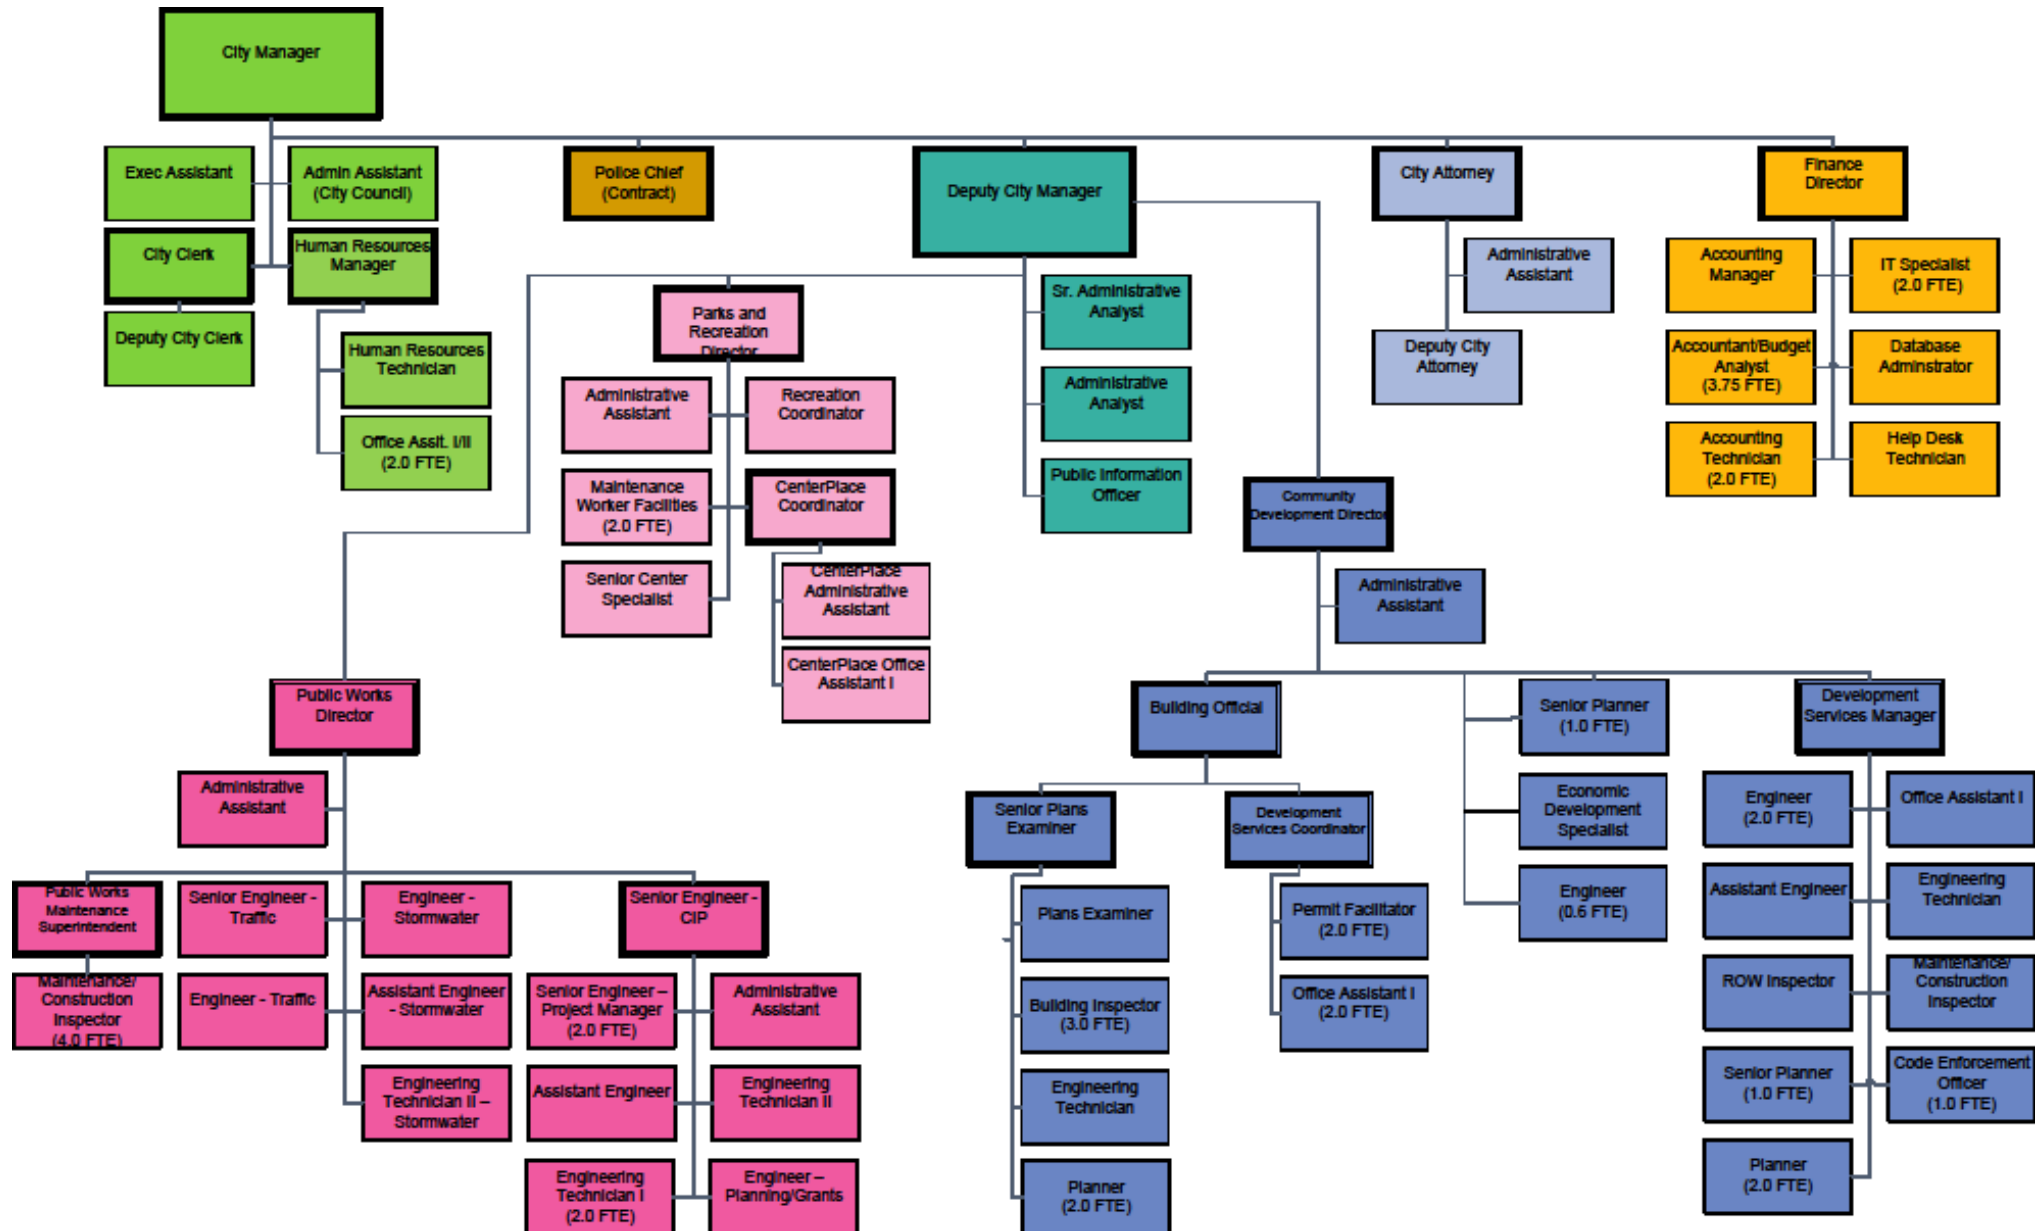 City Manager
Exec Assistant
Admin Assistant
(City Council)
City Clerk
Human Resources
Manager
Deputy City Clerk
Human Resources
Technician
Office Assit. I/II
(2.0 FTE)
Police Chief
(Contract)
Deputy City Manager
City Attorney
Finance
Director
Administrative
Assistant
Deputy City
Attorney
Accounting
Manager
IT Specialist
(2.0 FTE)
Accountant/Budget
Analyst
(3.75 FTE)
Database
Adminstrator
Accounting
Technician
(2.0 FTE)
Help Desk
Technician
Sr. Administrative
Analyst
Administrative
Analyst
Public Information
Officer
Parks and
Recreation
Director
Administrative
Assistant
Recreation
Coordinator
Maintenance
Worker Facilities
(2.0 FTE)
CenterPlace
Coordinator
Senior Center
Specialist
CenterPlace
Administrative
Assistant
CenterPlace Office
Assistant I
Community
Development Director
Administrative
Assistant
Public Works
Director
Administrative
Assistant
Public Works
Maintenance
Superintendent
Senior Engineer -
Traffic
Engineer -
Stormwater
Senior Engineer -
CIP
Maintenance/
Construction
Inspector
(4.0 FTE)
Engineer - Traffic
Assistant Engineer
- Stormwater
Senior Engineer –
Project Manager
(2.0 FTE)
Administrative
Assistant
Engineering
Technician II –
Stormwater
Assistant Engineer
Engineering
Technician II
Engineering
Technician I
(2.0 FTE)
Engineer –
Planning/Grants
Building Official
Senior Planner
(1.0 FTE)
Development
Services Manager
Senior Plans
Examiner
Development
Services Coordinator
Economic
Development
Specialist
Engineer
(2.0 FTE)
Office Assistant I
Plans Examiner
Permit Facilitator
(2.0 FTE)
Engineer
(0.6 FTE)
Assistant Engineer
Engineering
Technician
Building Inspector
(3.0 FTE)
Office Assistant I
(2.0 FTE)
ROW Inspector
Maintenance/
Construction
Inspector
Engineering
Technician
Senior Planner
(1.0 FTE)
Code Enforcement
Officer
(1.0 FTE)
Planner
(2.0 FTE)
Planner
(2.0 FTE)